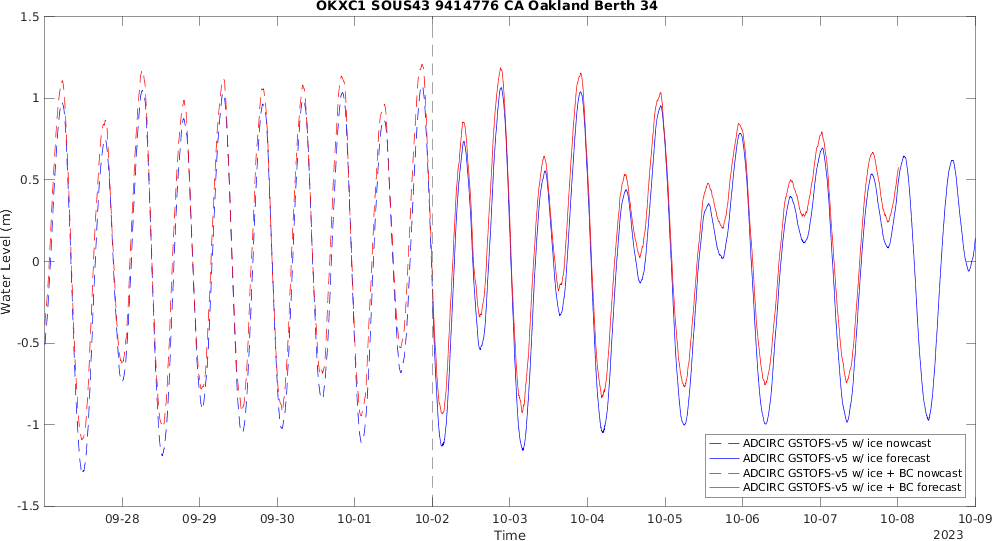 OKXC1 SOUS43 9414776 CA Oakland Berth 34
1.5
1
0.5
0
-0.5
-1
-1.5
Water Level (m)
ADCIRC GSTOFS-v5 w/ ice nowcast
ADCIRC GSTOFS-v5 w/ ice forecast
ADCIRC GSTOFS-v5 w/ ice + BC nowcast
ADCIRC GSTOFS-v5 w/ ice + BC forecast
09-28 09-29 09-30 10-01 10-02 10-03 10-04 10-05 10-06 10-07 10-08 10-09
Time
2023